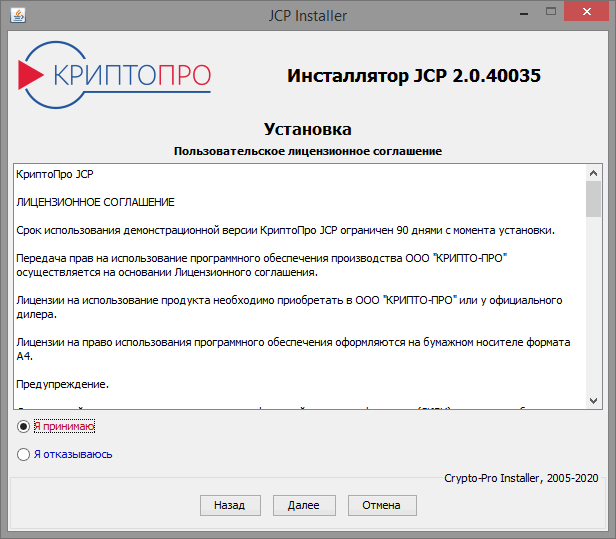 JCP Installer
КРИПТОПРО
Инсталлятор JCP 2.0.40035
Установка
Пользовательское лицензионное соглашение
КриптоПро JCP
ЛИЦЕНЗИОННОЕ СОГЛАШЕНИЕ
Срок использования демонстрационной версии КриптоПро JCP ограничен 90 днями с момента установки.
Передача прав на использование программного обеспечения производства ООО "КРИПТО-ПРО"
осуществляется на основании Лицензионного соглашения.
Лицензии на использование продукта необходимо приобретать в ООО "КРИПТО-ПРО" или у официального
дилера.
Лицензии на право использования программного обеспечения оформляются на бумажном носителе формата
А4.
Предупреждение.
Я принимаю
Я отказываюсь
Crypto-Pro Installer, 2005-2020
Назад
Далее
Отмена